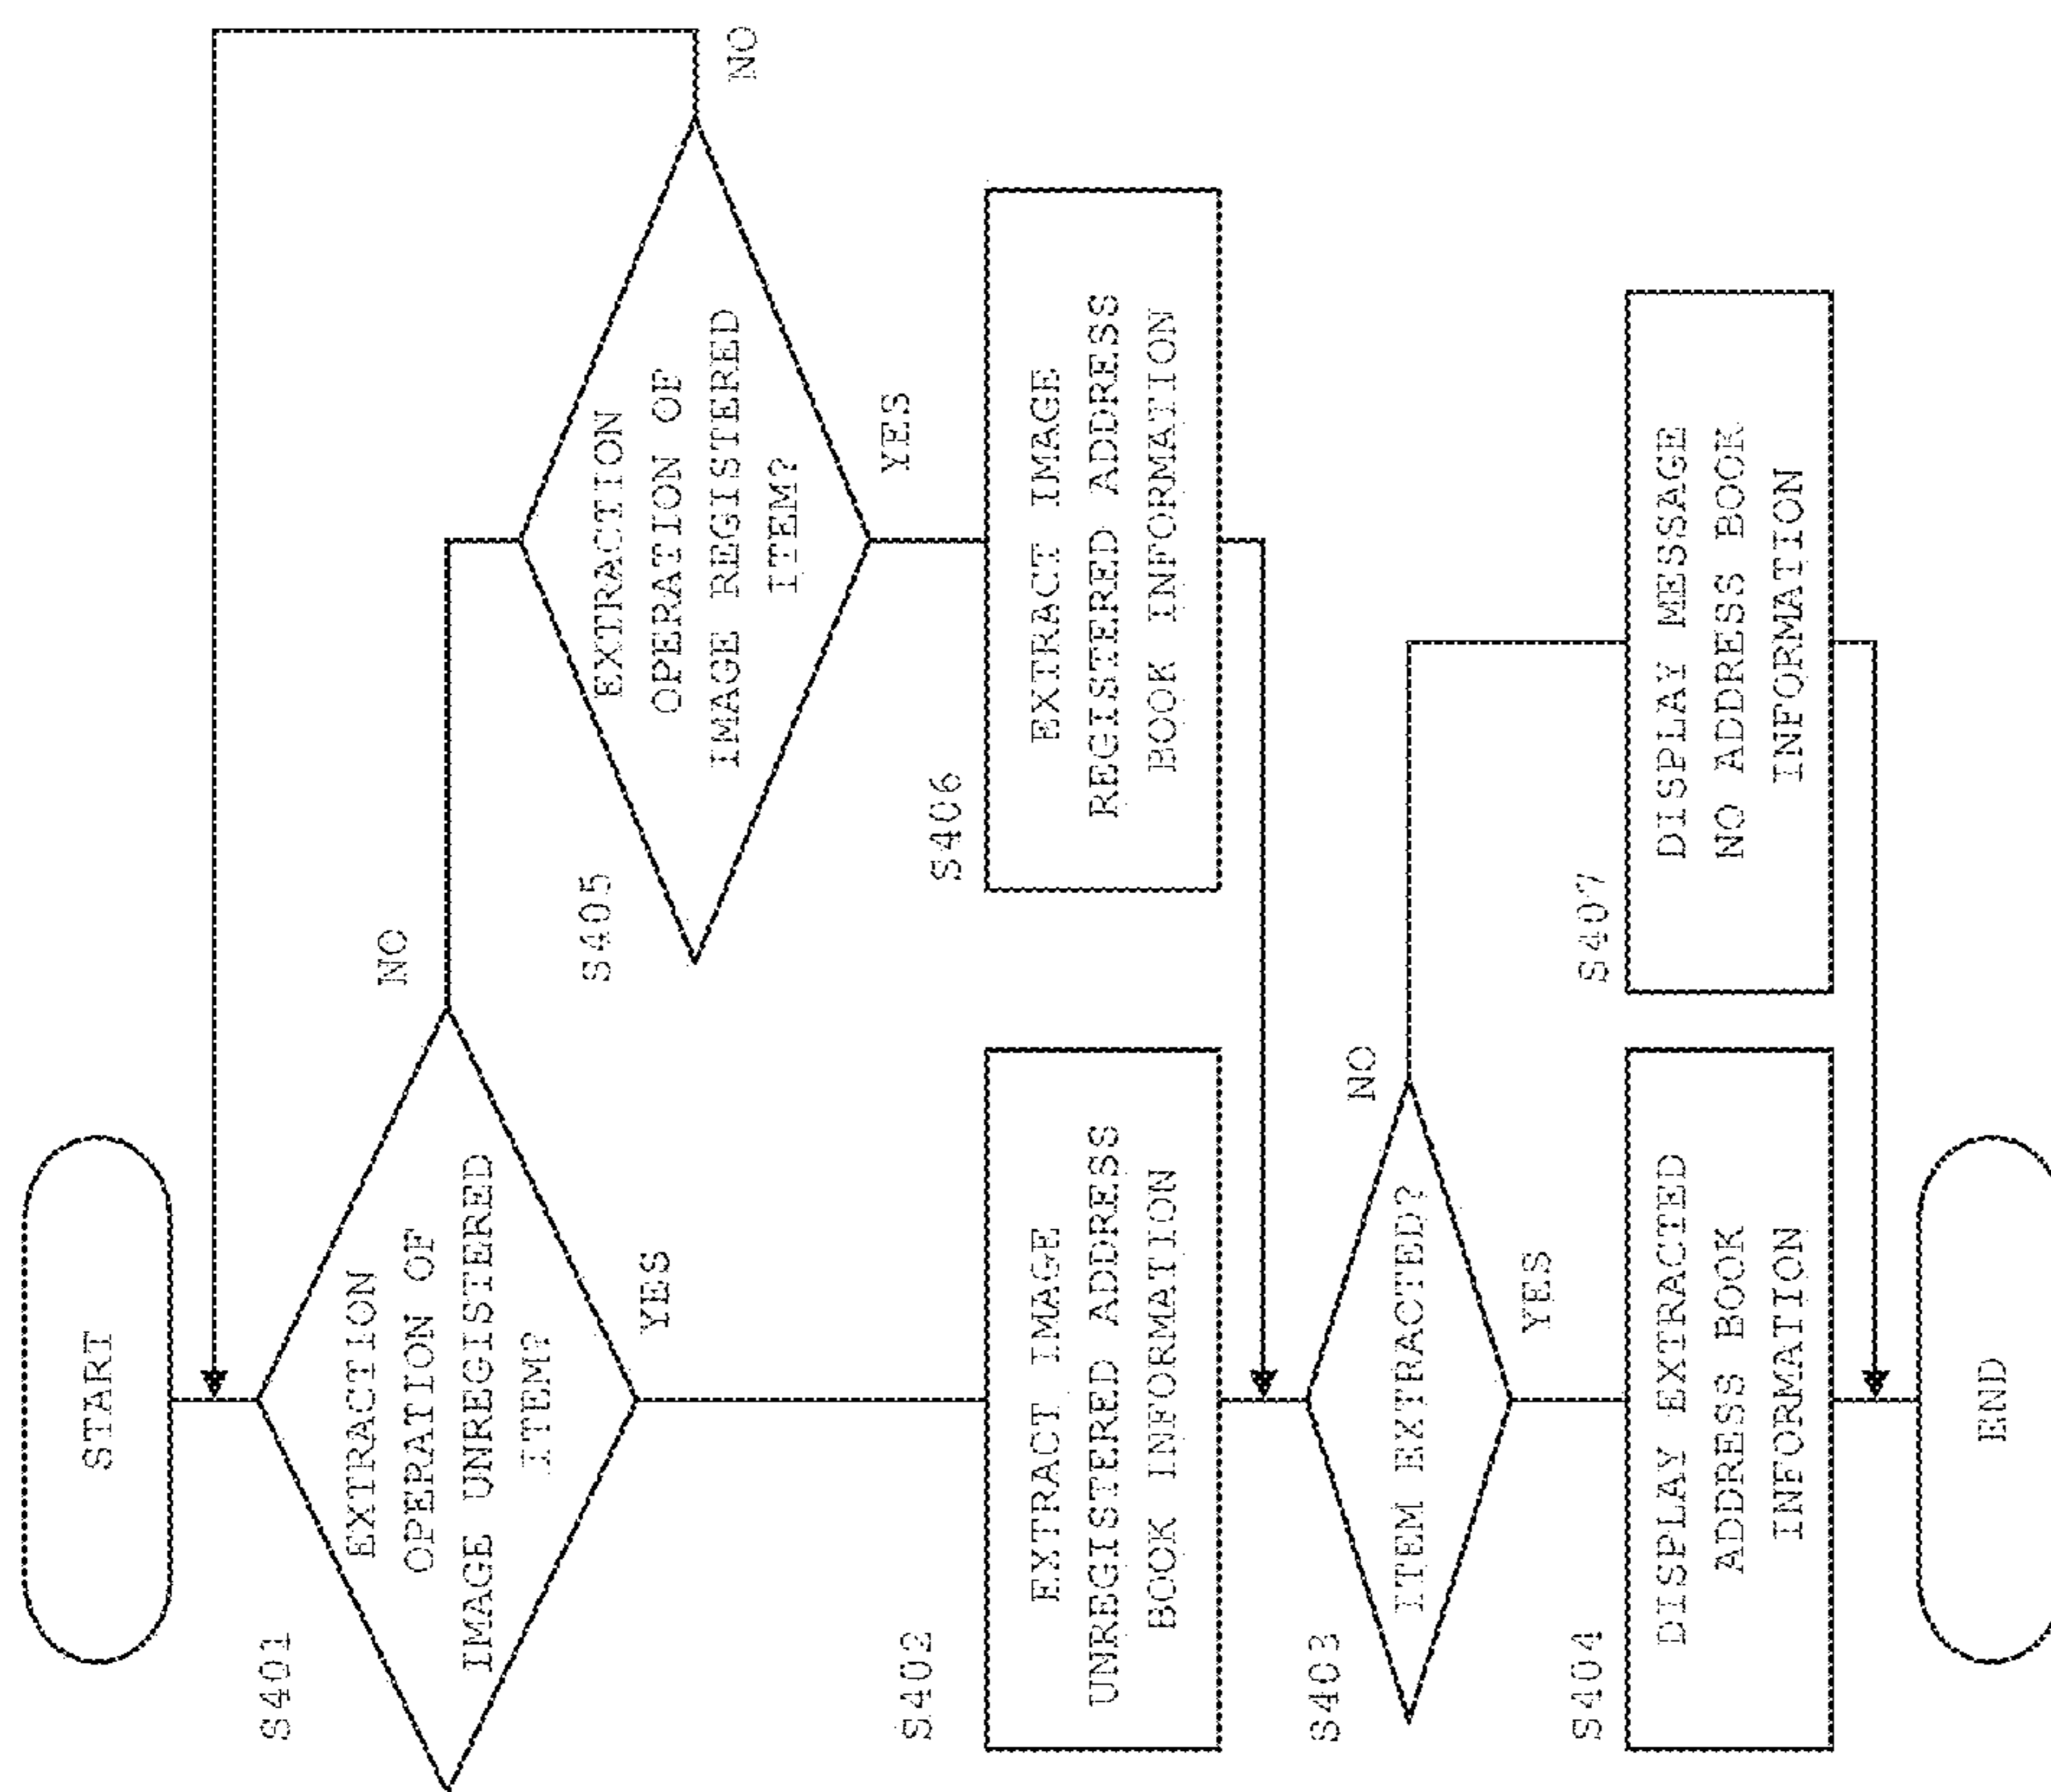 START
S401
EXTRACTION
OPERATION OF
IMAGE UNREGISTERED
ITEM?
NO
YES
S405
EXTRACTION
OPERATION OF
IMAGE REGISTERED
ITEM?
NO
YES
S402
EXTRACT IMAGE
UNREGISTERED ADDRESS
BOOK INFORMATION
S406
EXTRACT IMAGE
REGISTERED ADDRESS
BOOK INFORMATION
S403
ITEM EXTRACTED?
NO
YES
S404
DISPLAY EXTRACTED
ADDRESS BOOK
INFORMATION
S407
DISPLAY MESSAGE
NO ADDRESS BOOK
INFORMATION
END